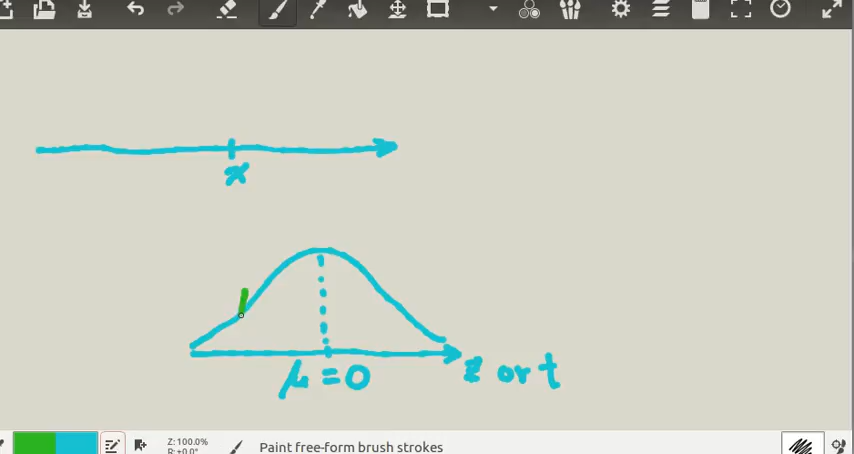 x
μ = 0
z or t
Z: 100.0%
R: +0.0°
Paint free-form brush strokes